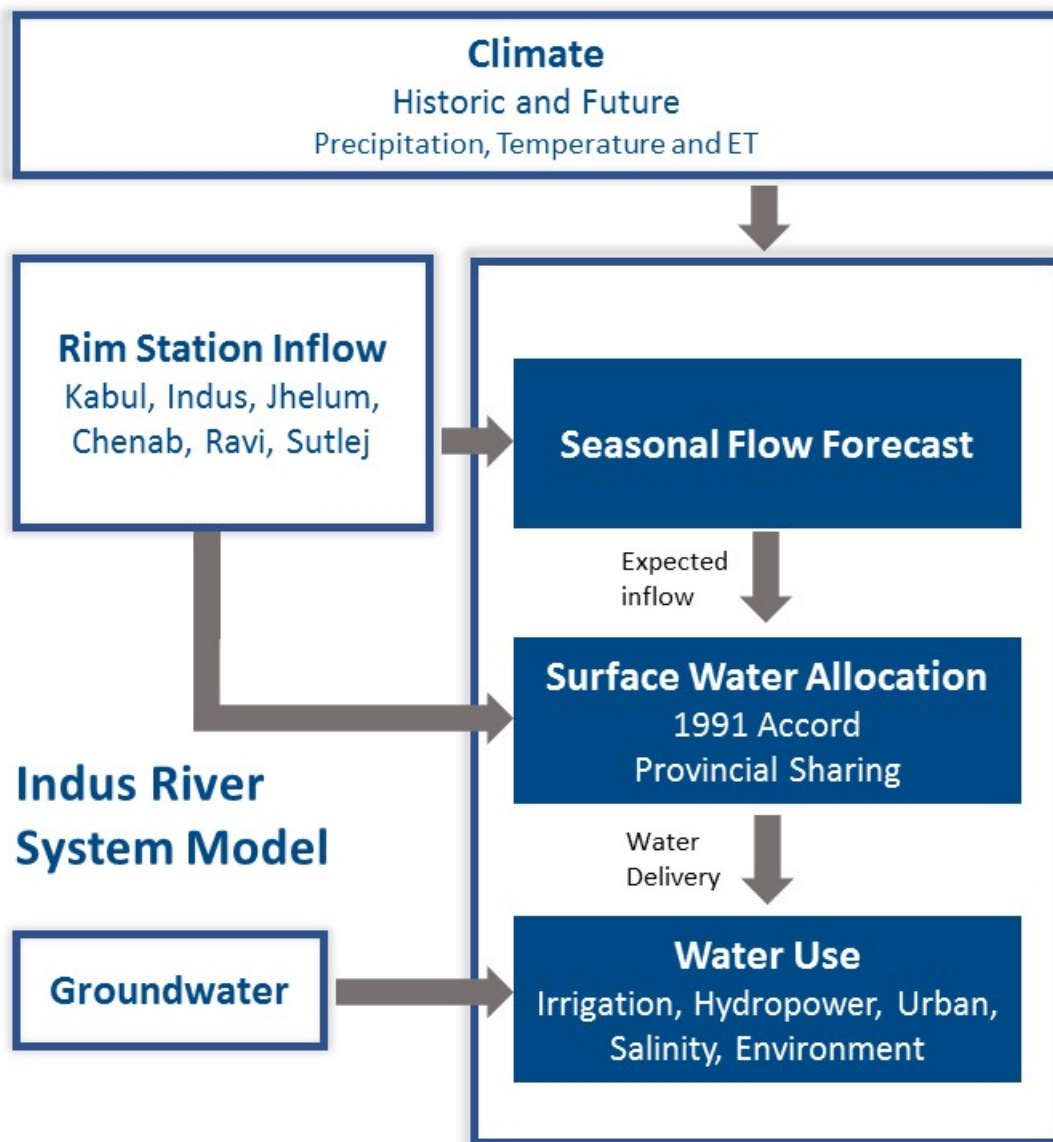 Climate
Historic and Future
Precipitation, Temperature and ET
Rim Station Inflow
Kabul, Indus, Jhelum,
Chenab, Ravi, Sutlej
Seasonal Flow Forecast
Expected
inflow
Surface Water Allocation
1991 Accord
Provincial Sharing
Indus River
System Model
Water
Delivery
Groundwater
Water Use
Irrigation, Hydropower, Urban,
Salinity, Environment